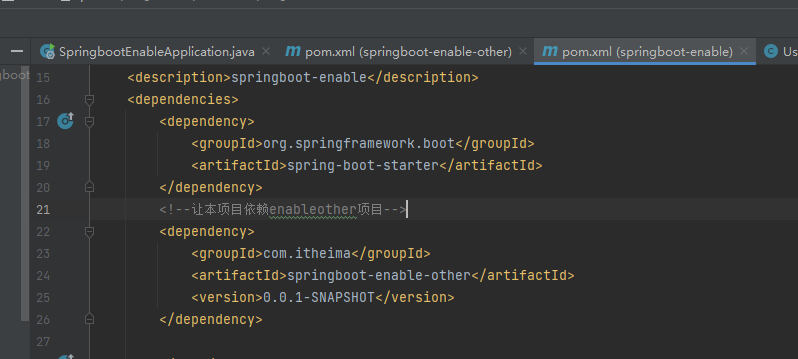 SpringbootEnableApplication.java × m pom.xml (springboot-enable-other) × m pom.xml (springboot-enable) × C Us
gboot
15 <description>springboot-enable</description>
16 <dependencies>
17 <dependency>
18 <groupId>org.springframework.boot</groupId>
19 <artifactId>spring-boot-starter</artifactId>
20 </dependency>
21 <!--让本项目依赖enableother项目-->
22 <dependency>
23 <groupId>com.itheima</groupId>
24 <artifactId>springboot-enable-other</artifactId>
25 <version>0.0.1-SNAPSHOT</version>
26 </dependency>
27